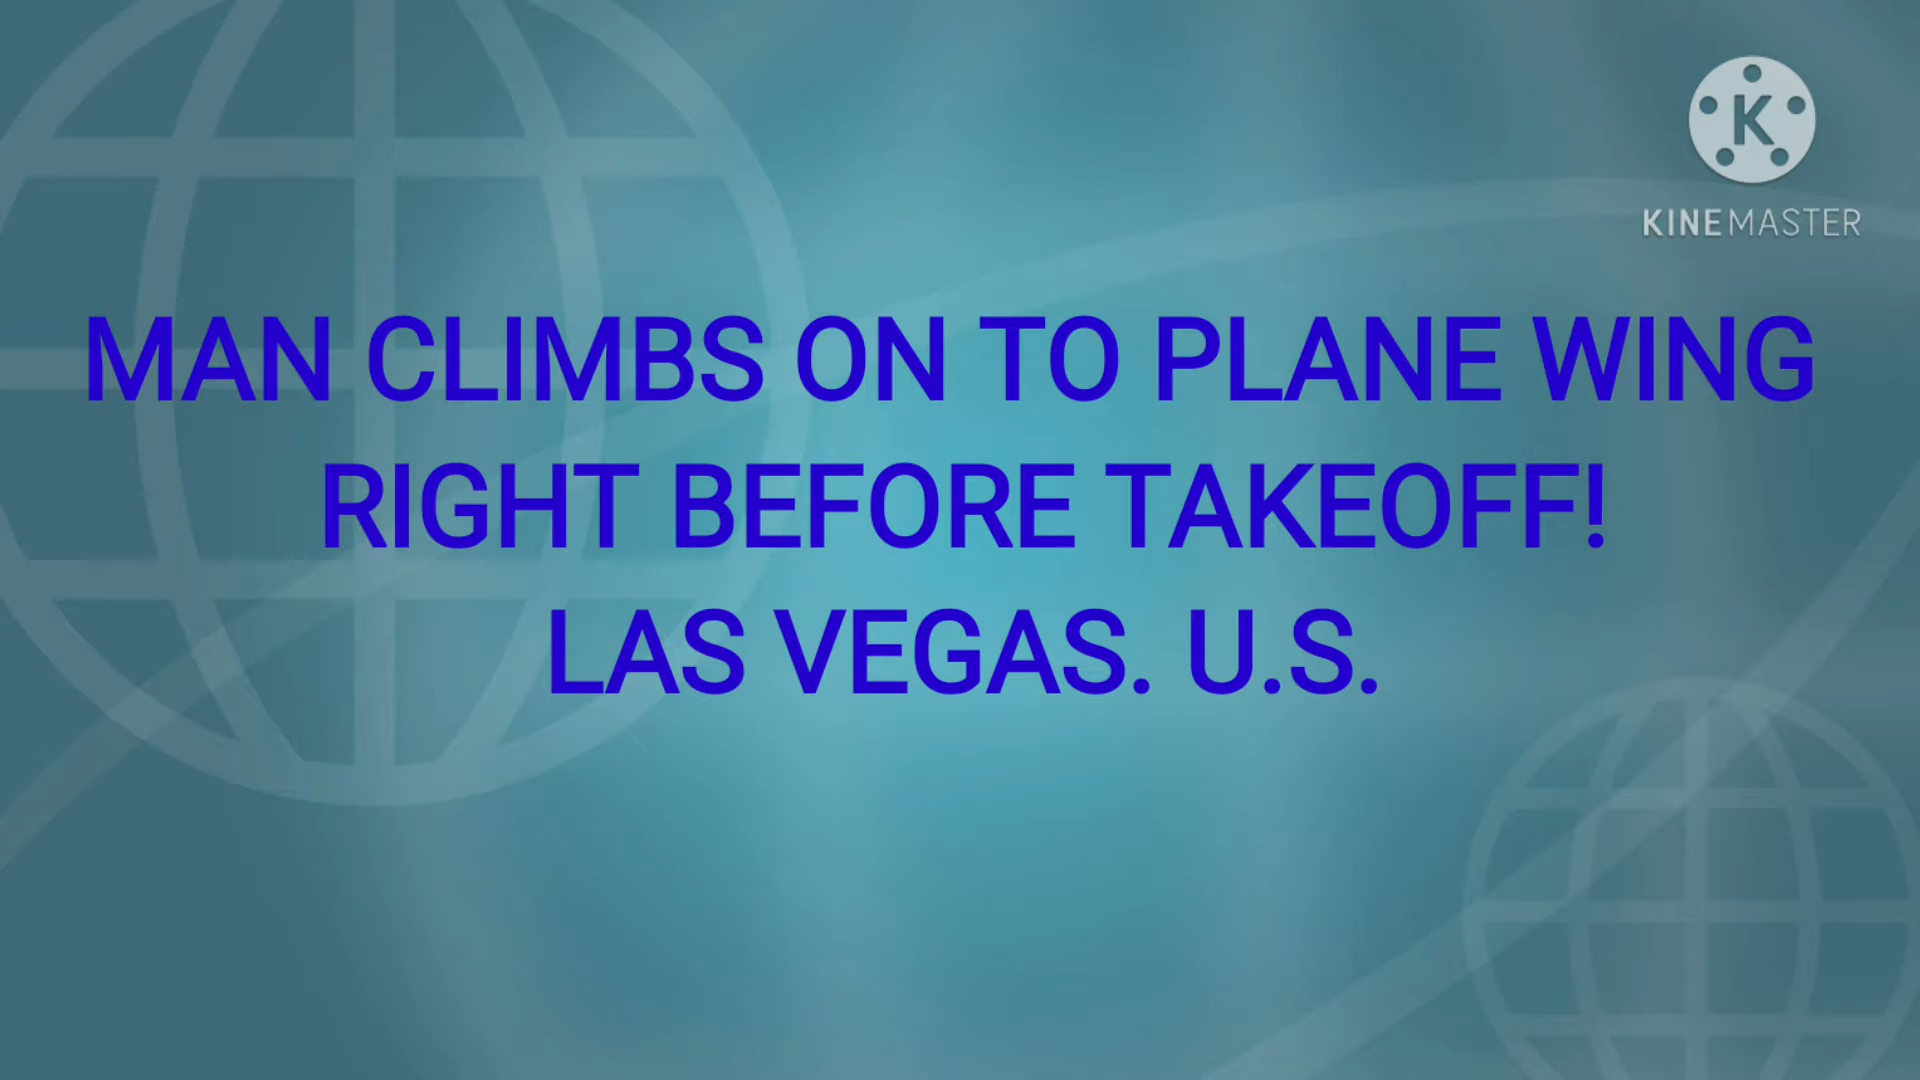 K
KINEMASTER
MAN CLIMBS ON TO PLANE WING
RIGHT BEFORE TAKEOFF!
LAS VEGAS. U.S.